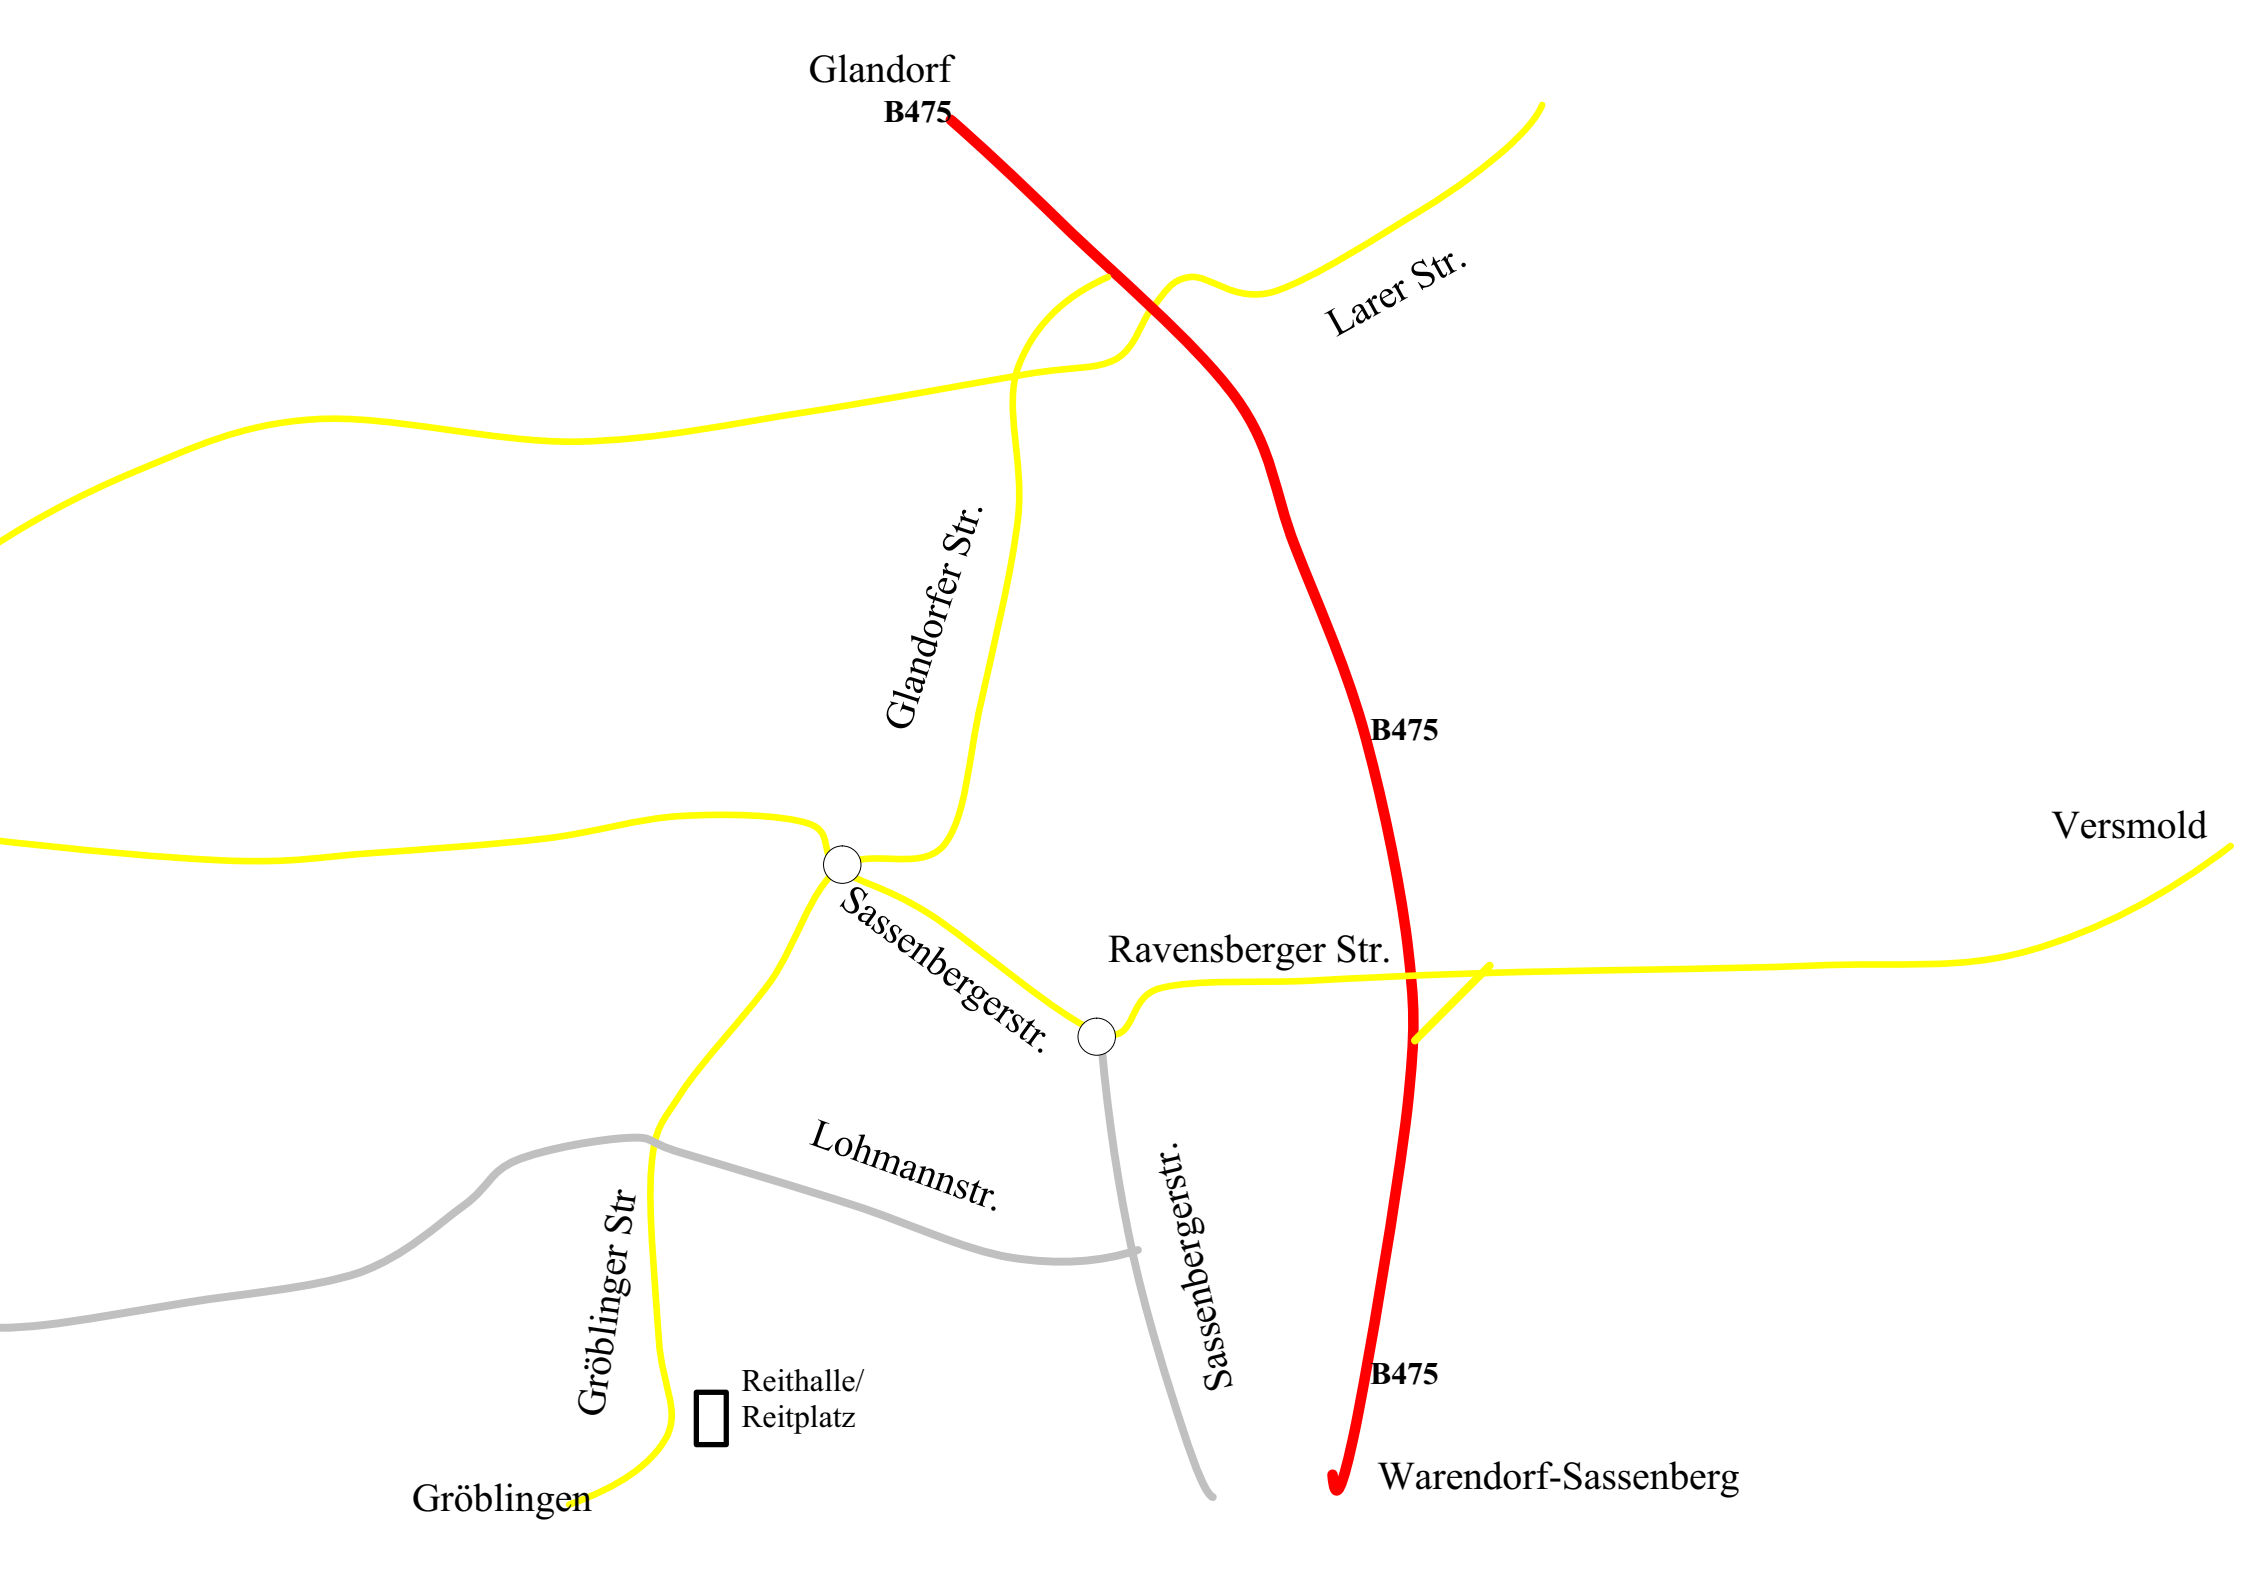 Glandorf
B475
Larer Str.
Glandorfer Str.
B475
Versmold
Sassenbergerstr.
Ravensberger Str.
Lohmannstr.
Sassenbergerstr.
Gröblinger Str
Reithalle/
Reitplatz
B475
Gröblingen
Warendorf-Sassenberg